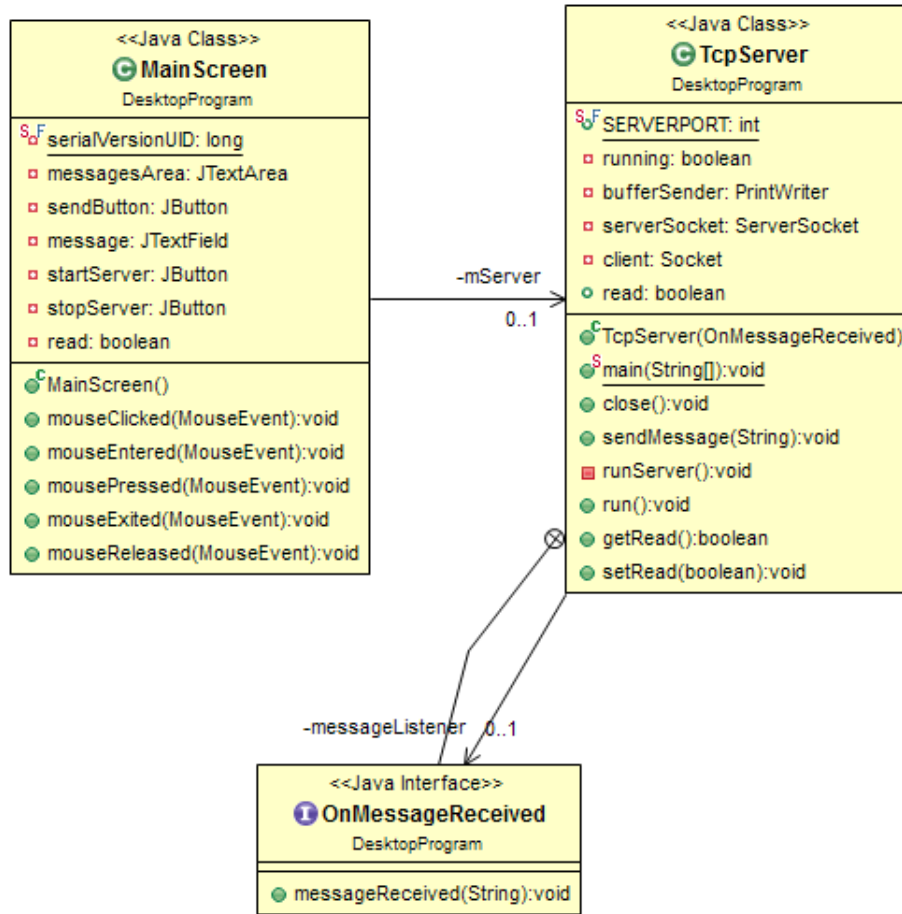 <<Java Class>>
MainScreen
DesktopProgram
serialVersionUID: long
messagesArea: JTextArea
sendButton: JButton
message: JTextField
startServer: JButton
stopServer: JButton
read: boolean
MainScreen()
mouseClicked(MouseEvent):void
mouseEntered(MouseEvent):void
mousePressed(MouseEvent):void
mouseExited(MouseEvent):void
mouseReleased(MouseEvent):void
-mServer
0..1
<<Java Class>>
TcpServer
DesktopProgram
SERVERPORT: int
running: boolean
bufferSender: PrintWriter
serverSocket: ServerSocket
client: Socket
read: boolean
TcpServer(OnMessageReceived)
main(String[]):void
close():void
sendMessage(String):void
runServer():void
run():void
getRead():boolean
setRead(boolean):void
-messageListener 0..1
<<Java Interface>>
OnMessageReceived
DesktopProgram
messageReceived(String):void